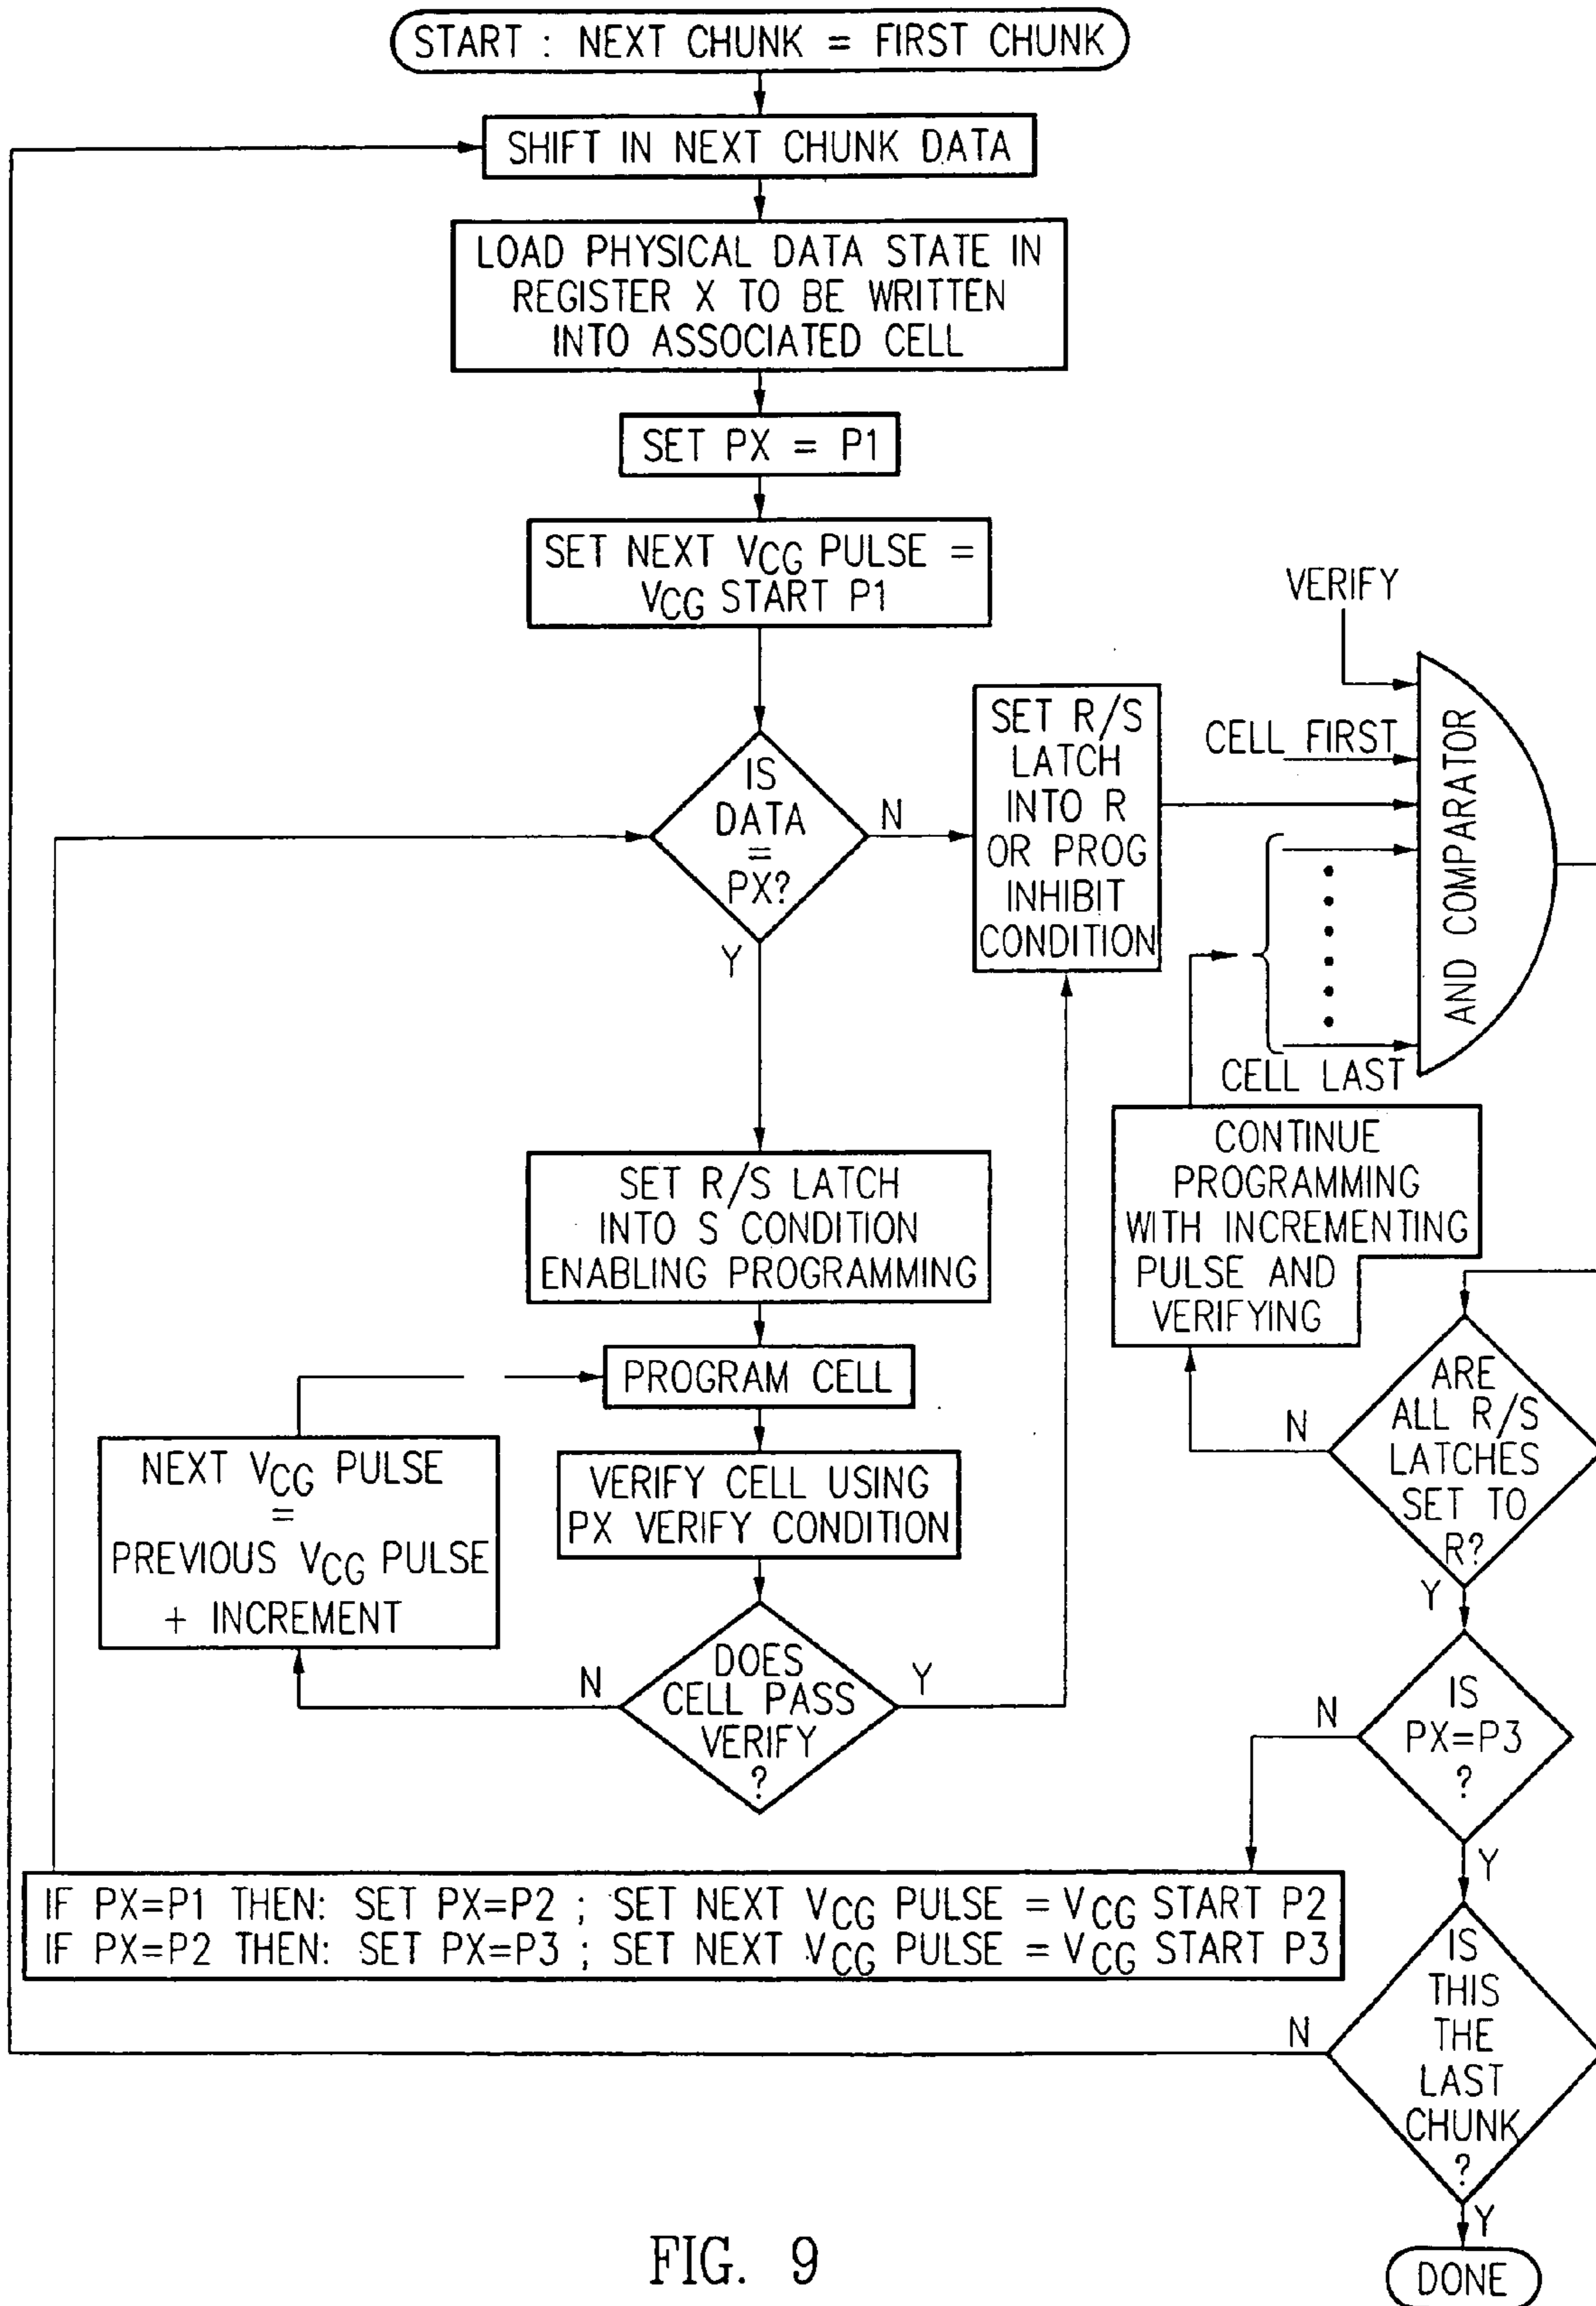 START : NEXT CHUNK = FIRST CHUNK
SHIFT IN NEXT CHUNK DATA
LOAD PHYSICAL DATA STATE IN
REGISTER X TO BE WRITTEN
INTO ASSOCIATED CELL
SET PX = P1
SET NEXT VCG PULSE =
VCG START P1
IS
DATA
=
PX?
N
Y
SET R/S
LATCH
INTO R
OR PROG
INHIBIT
CONDITION
VERIFY
CELL FIRST
CELL LAST
AND COMPARATOR
SET R/S LATCH
INTO S CONDITION
ENABLING PROGRAMMING
PROGRAM CELL
VERIFY CELL USING
PX VERIFY CONDITION
DOES
CELL PASS
VERIFY
?
N
Y
NEXT VCG PULSE
=
PREVIOUS VCG PULSE
+ INCREMENT
CONTINUE
PROGRAMMING
WITH INCREMENTING
PULSE AND
VERIFYING
ARE
ALL R/S
LATCHES
SET TO
R?
N
Y
IS
PX=P3
?
N
Y
IF PX=P1 THEN: SET PX=P2 ; SET NEXT VCG PULSE = VCG START P2
IF PX=P2 THEN: SET PX=P3 ; SET NEXT VCG PULSE = VCG START P3
IS
THIS
THE
LAST
CHUNK
?
N
Y
DONE
FIG. 9